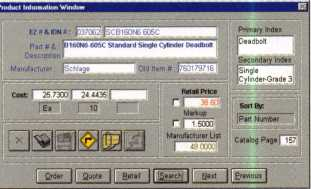 Product Information Window
EZ # & IDN #: 037062 SCB160N6 605C
Part # & Description B160N6 605C Standard Single Cylinder Deadbolt
Manufacturer Schlage Old Item #: 760179716
Primary Index
Deadbolt
Secondary Index
Single Cylinder-Grade 3
Cost: 25.7300 24.4435
Ea 10
Retail Price
38.60
Markup
1.5000
Manufacturer List
49.0000
Sort By:
Part Number
Catalog Page 157
Order Quote Retail Search Next Previous